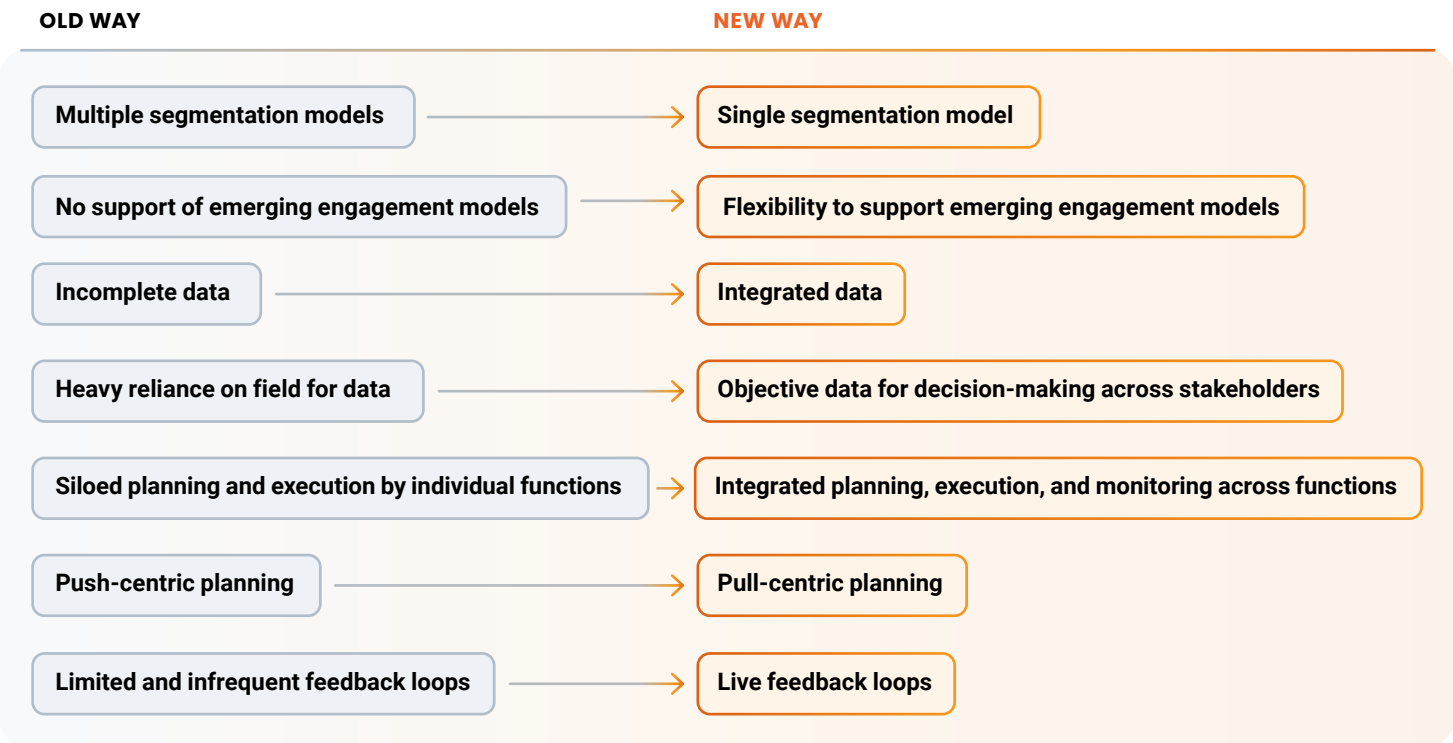 OLD WAY
NEW WAY
Multiple segmentation models
Single segmentation model
No support of emerging engagement models
Flexibility to support emerging engagement models
Incomplete data
Integrated data
Heavy reliance on field for data
Objective data for decision-making across stakeholders
Siloed planning and execution by individual functions
Integrated planning, execution, and monitoring across functions
Push-centric planning
Pull-centric planning
Limited and infrequent feedback loops
Live feedback loops